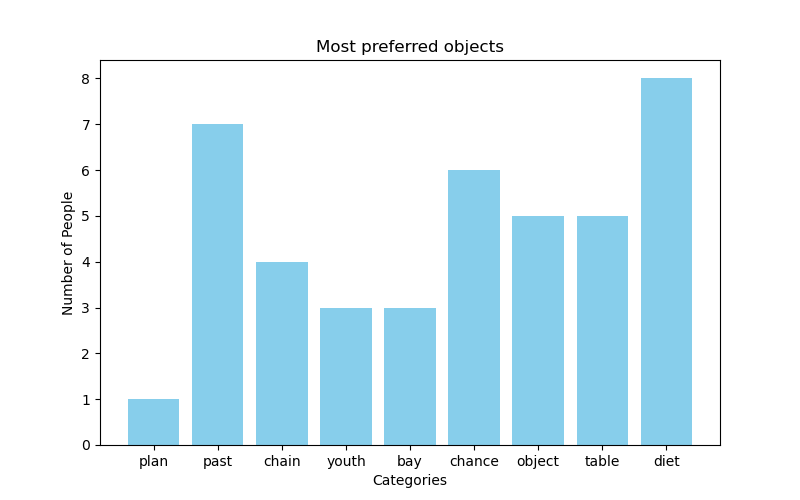 Most preferred objects
8
7
6
5
4
3
2
1
0
Number of People
plan past chain youth bay chance object table diet
Categories